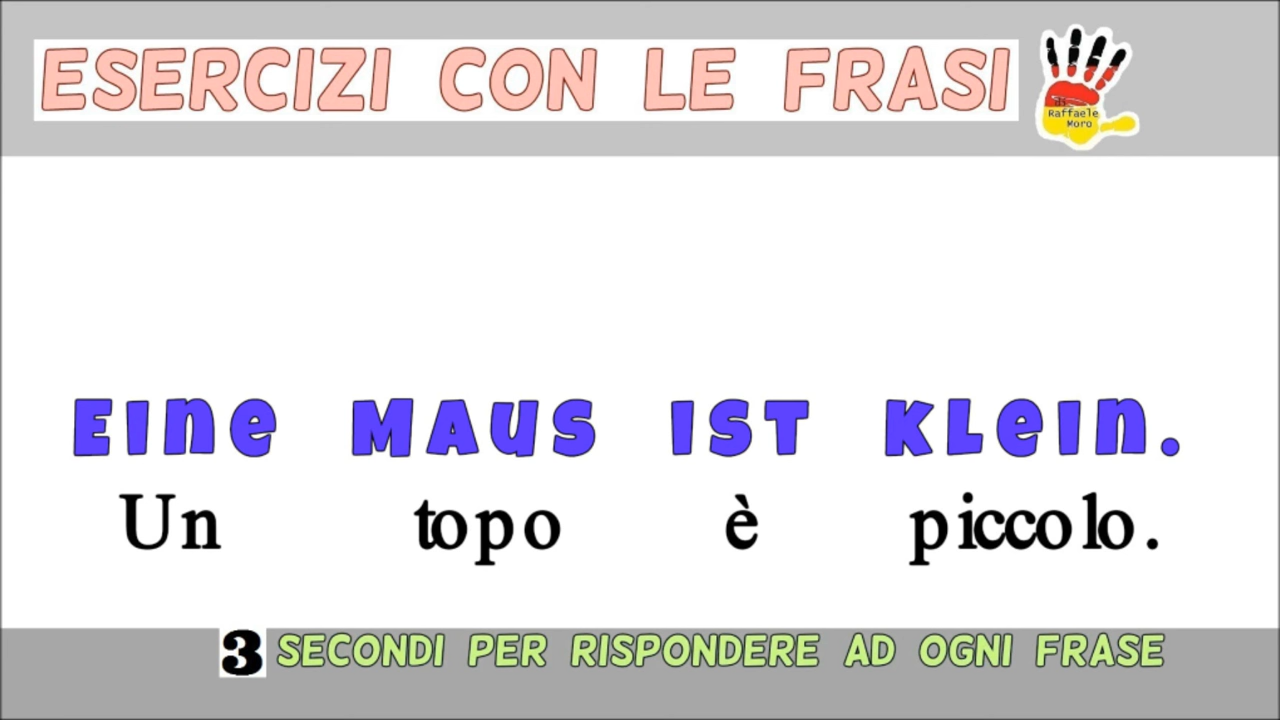 ESERCIZI CON LE FRASI
Raffaele
Moro
Eine Maus ist klein.
Un topo è piccolo.
3 SECONDI PER RISPONDERE AD OGNI FRASE